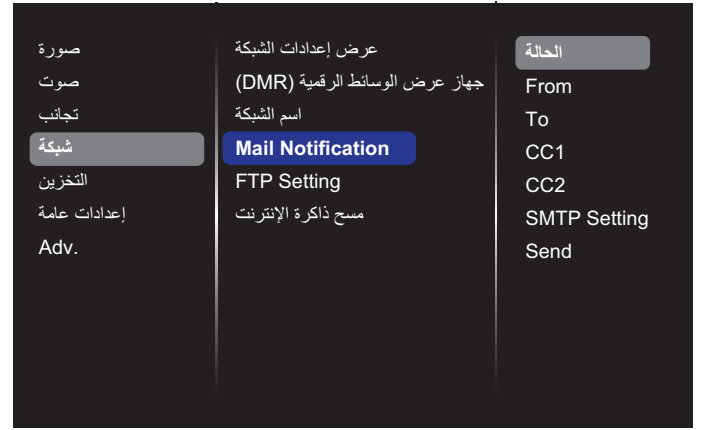 صورة
صوت
تجانب
شبكة
التخزين
إعدادات عامة
Adv.
عرض إعدادات الشبكة
جهاز عرض الوسائط الرقمية (DMR)
اسم الشبكة
Mail Notification
FTP Setting
مسح ذاكرة الإنترنت
الحالة
From
To
CC1
CC2
SMTP Setting
Send